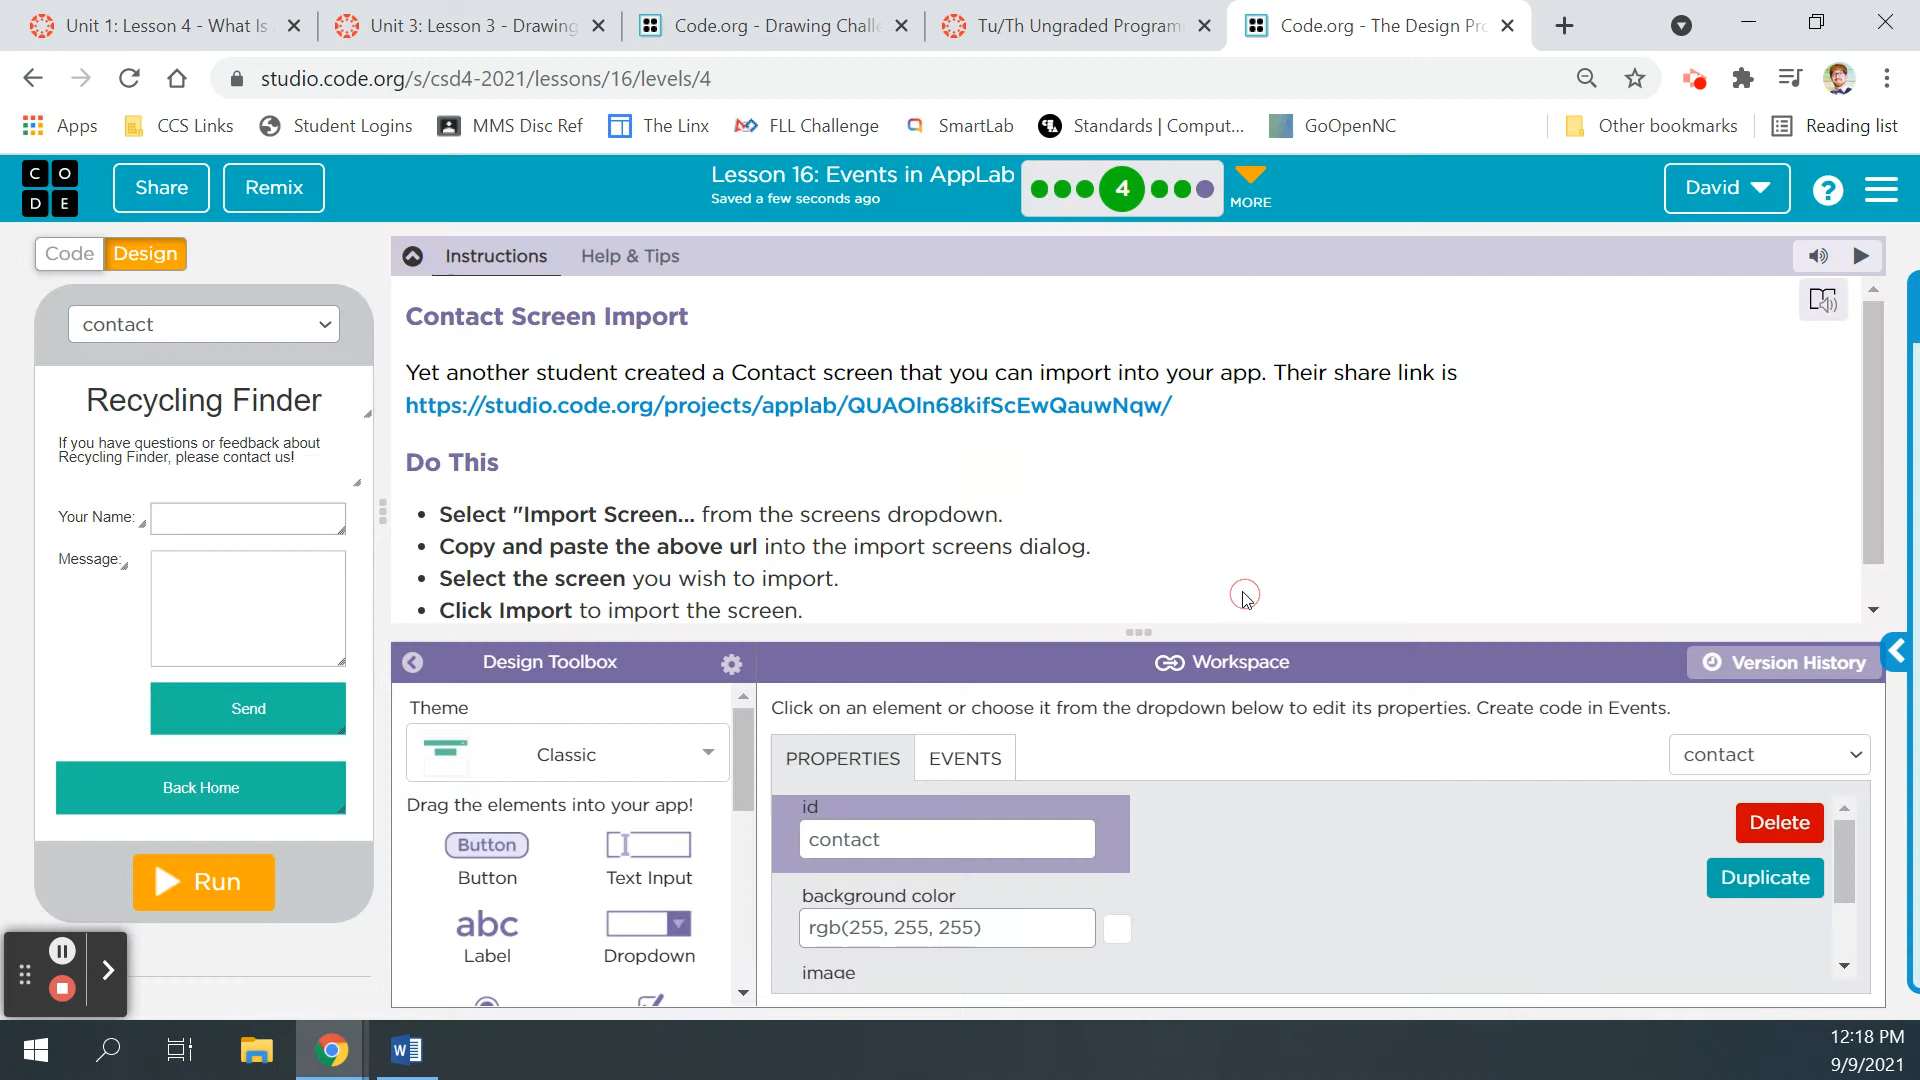 Unit 1: Lesson 4 - What Is
Unit 3: Lesson 3 - Drawing
Code.org - Drawing Challe
Tu/Th Ungraded Program
Code.org - The Design Pro
studio.code.org/s/csd4-2021/lessons/16/levels/4
Apps
CCS Links
Student Logins
MMS Disc Ref
The Linx
FLL Challenge
SmartLab
Standards | Comput...
GoOpenNC
Other bookmarks
Reading list
C O
D E
Share
Remix
Lesson 16: Events in AppLab
Saved a few seconds ago
4
MORE
David
?
Code
Design
contact
Recycling Finder
If you have questions or feedback about
Recycling Finder, please contact us!
Your Name:
Message:
Send
Back Home
Run
Instructions
Help & Tips
Contact Screen Import
Yet another student created a Contact screen that you can import into your app. Their share link is
https://studio.code.org/projects/applab/QUAOln68kifScEwQauwNqw/
Do This
• Select "Import Screen... from the screens dropdown.
• Copy and paste the above url into the import screens dialog.
• Select the screen you wish to import.
• Click Import to import the screen.
Design Toolbox
Workspace
Version History
Theme
Classic
Drag the elements into your app!
Button
Button
Text Input
abc
Label
Dropdown
Click on an element or choose it from the dropdown below to edit its properties. Create code in Events.
PROPERTIES
EVENTS
contact
id
contact
Delete
Duplicate
background color
rgb(255, 255, 255)
image
12:18 PM
9/9/2021